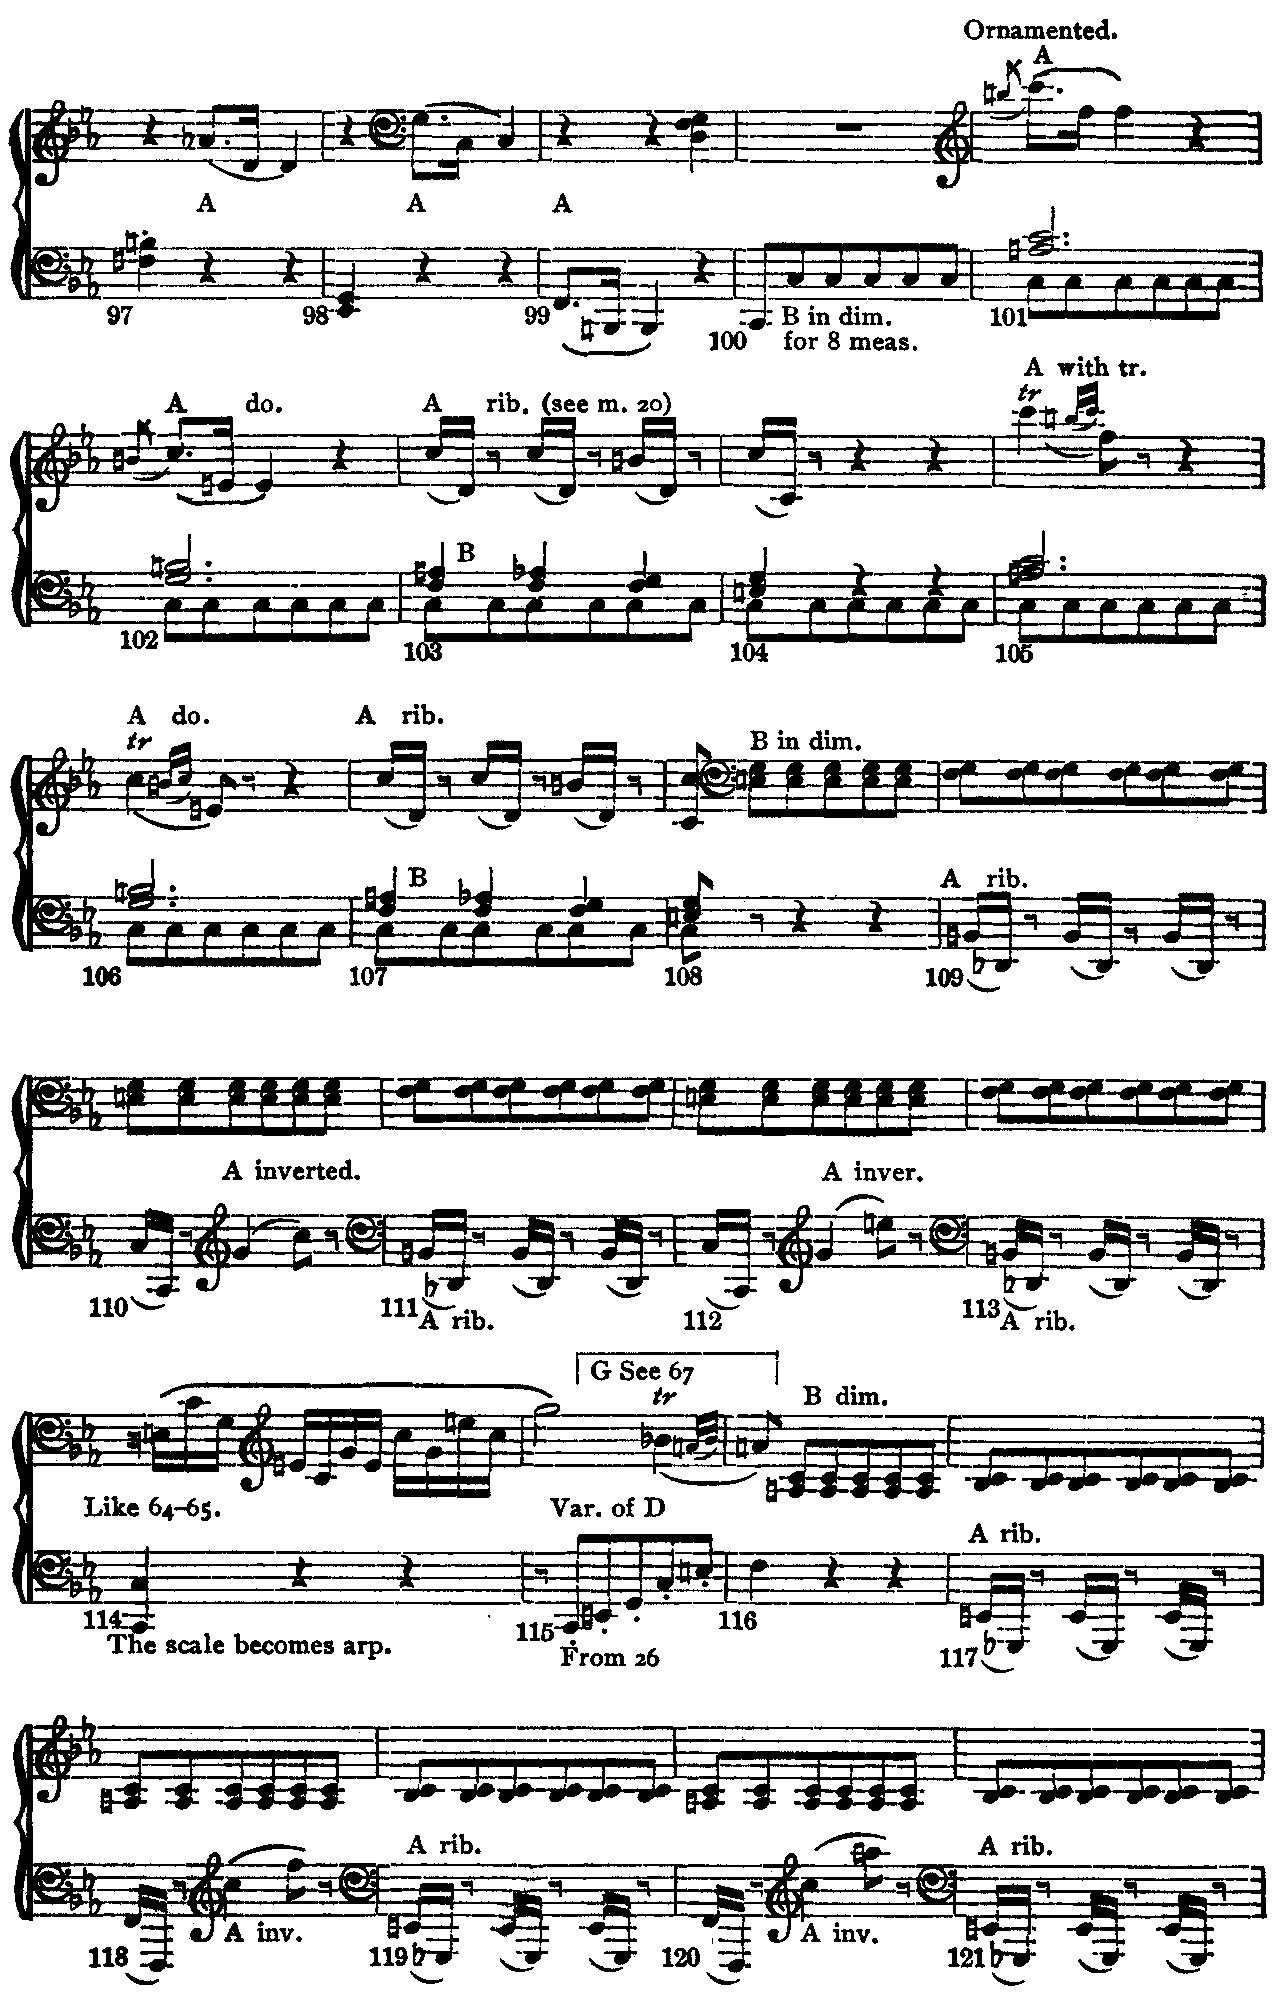 Ornamented.
A
A A A
97 98 99 100 B in dim. 101
for 8 meas.
A with tr.
A do. A rib. (see m. 20) tr
B
102 103 104 105
A do. A rib.
tr B in dim.
B A rib.
106 107 108 109
A inverted. A inver.
110 111 112 113
A rib. A rib.
G See 67
tr B dim.
Like 64-65. Var. of D
A rib.
114 115 116 117
The scale becomes arp. From 26
A rib. A rib.
A inv. A inv.
118 119 120 121